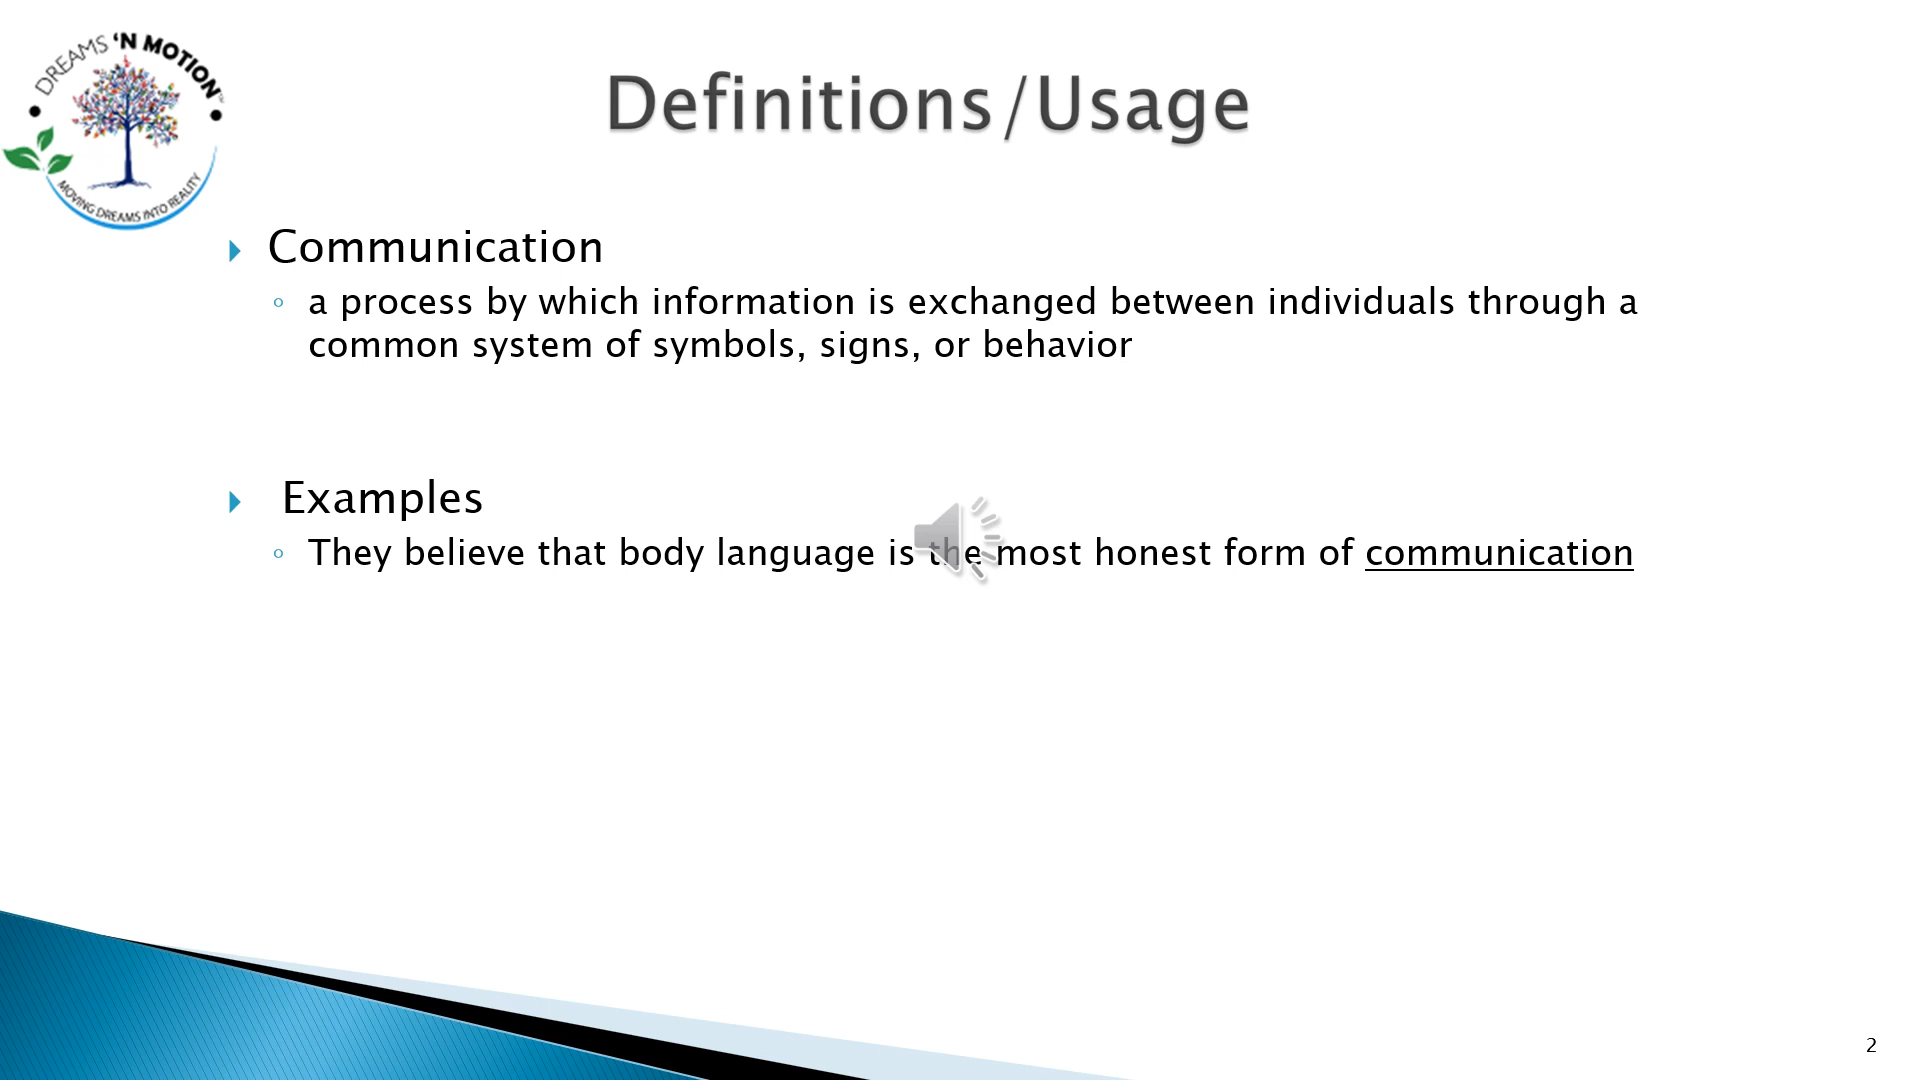 DREAMS 'N MOTION
MOVING DREAMS INTO REALITY
Definitions/Usage
Communication
a process by which information is exchanged between individuals through a
common system of symbols, signs, or behavior
Examples
They believe that body language is the most honest form of communication
2